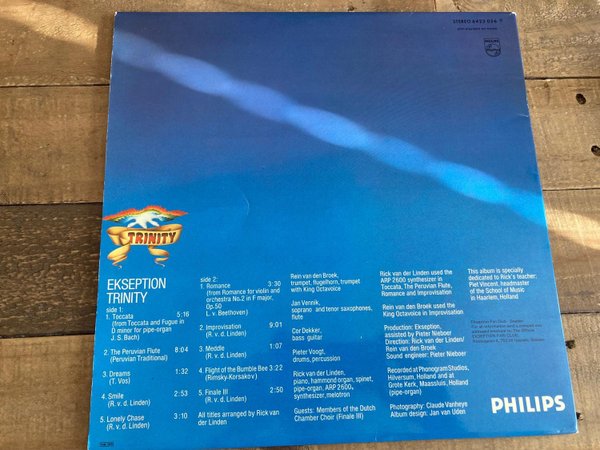 STEREO 6423 056
PHILIPS
TRINITY
EKSEPTION
TRINITY
side 1:
1. Toccata 5:16
(from Toccata and Fugue in
D minor for pipe-organ
J. S. Bach)
2. The Peruvian Flute 8:04
(Peruvian Traditional)
3. Dreams 1:32
(T. Vos)
4. Smile 2:53
(R. v. d. Linden)
5. Lonely Chase 3:10
(R. v. d. Linden)
side 2:
1. Romance 3:30
(from Romance for violin and
orchestra No.2 in F major,
Op.50
L. v. Beethoven)
2. Improvisation 9:01
(R. v. d. Linden)
3. Meddle 1:07
(R. v. d. Linden)
4. Flight of the Bumble Bee 3:22
(Rimsky-Korsakov)
5. Finale III 2:50
(R. v. d. Linden)
All titles arranged by Rick van
der Linden
Rein van den Broek,
trumpet, flugelhorn, trumpet
with King Octavoice
Jan Vennik,
soprano and tenor saxophones,
flute
Cor Dekker,
bass guitar
Pieter Voogt,
drums, percussion
Rick van der Linden,
piano, hammond organ, spinet,
pipe-organ, ARP 2600,
synthesizer, melotron
Guests: Members of the Dutch
Chamber Choir (Finale III)
Rick van der Linden used the
ARP 2600 synthesizer in
Toccata, The Peruvian Flute,
Romance and Improvisation
Rein van den Broek used the
King Octavoice in Improvisation
Production: Ekseption,
assisted by Pieter Nieboer
Direction: Rick van der Linden/
Rein van den Broek
Sound engineer: Pieter Nieboer
Recorded at Phonogram Studios,
Hilversum, Holland and at
Grote Kerk, Maassluis, Holland
(pipe-organ)
Photography: Claude Vanheye
Album design: Jan van Uden
This album is specially
dedicated to Rick's teacher:
Piet Vincent, headmaster
of the School of Music
in Haarlem, Holland
PHILIPS